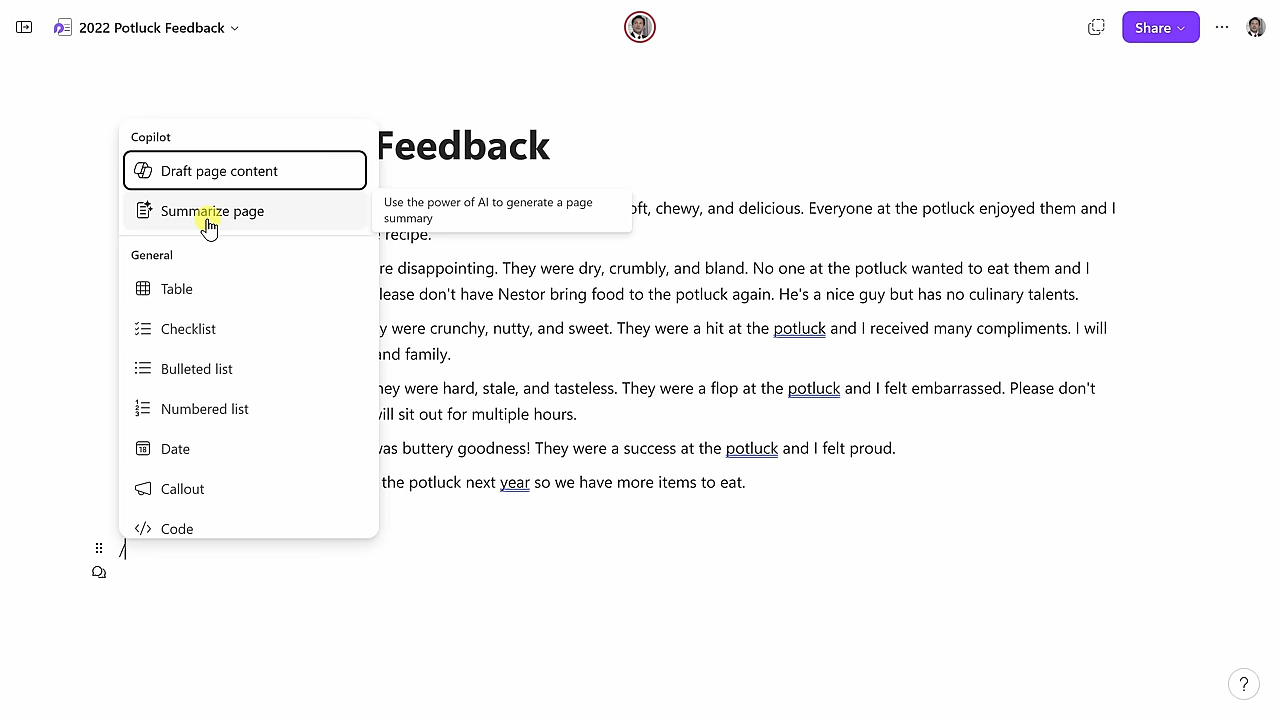 2022 Potluck Feedback
Share
Copilot
Draft page content
Summarize page
Use the power of AI to generate a page
summary
General
Table
Checklist
Bulleted list
Numbered list
Date
Callout
Code
Feedback
oft, chewy, and delicious. Everyone at the potluck enjoyed them and I
recipe.
re disappointing. They were dry, crumbly, and bland. No one at the potluck wanted to eat them and I
lease don't have Nestor bring food to the potluck again. He's a nice guy but has no culinary talents.
y were crunchy, nutty, and sweet. They were a hit at the potluck and I received many compliments. I will
and family.
hey were hard, stale, and tasteless. They were a flop at the potluck and I felt embarrassed. Please don't
will sit out for multiple hours.
was buttery goodness! They were a success at the potluck and I felt proud.
the potluck next year so we have more items to eat.
/
?